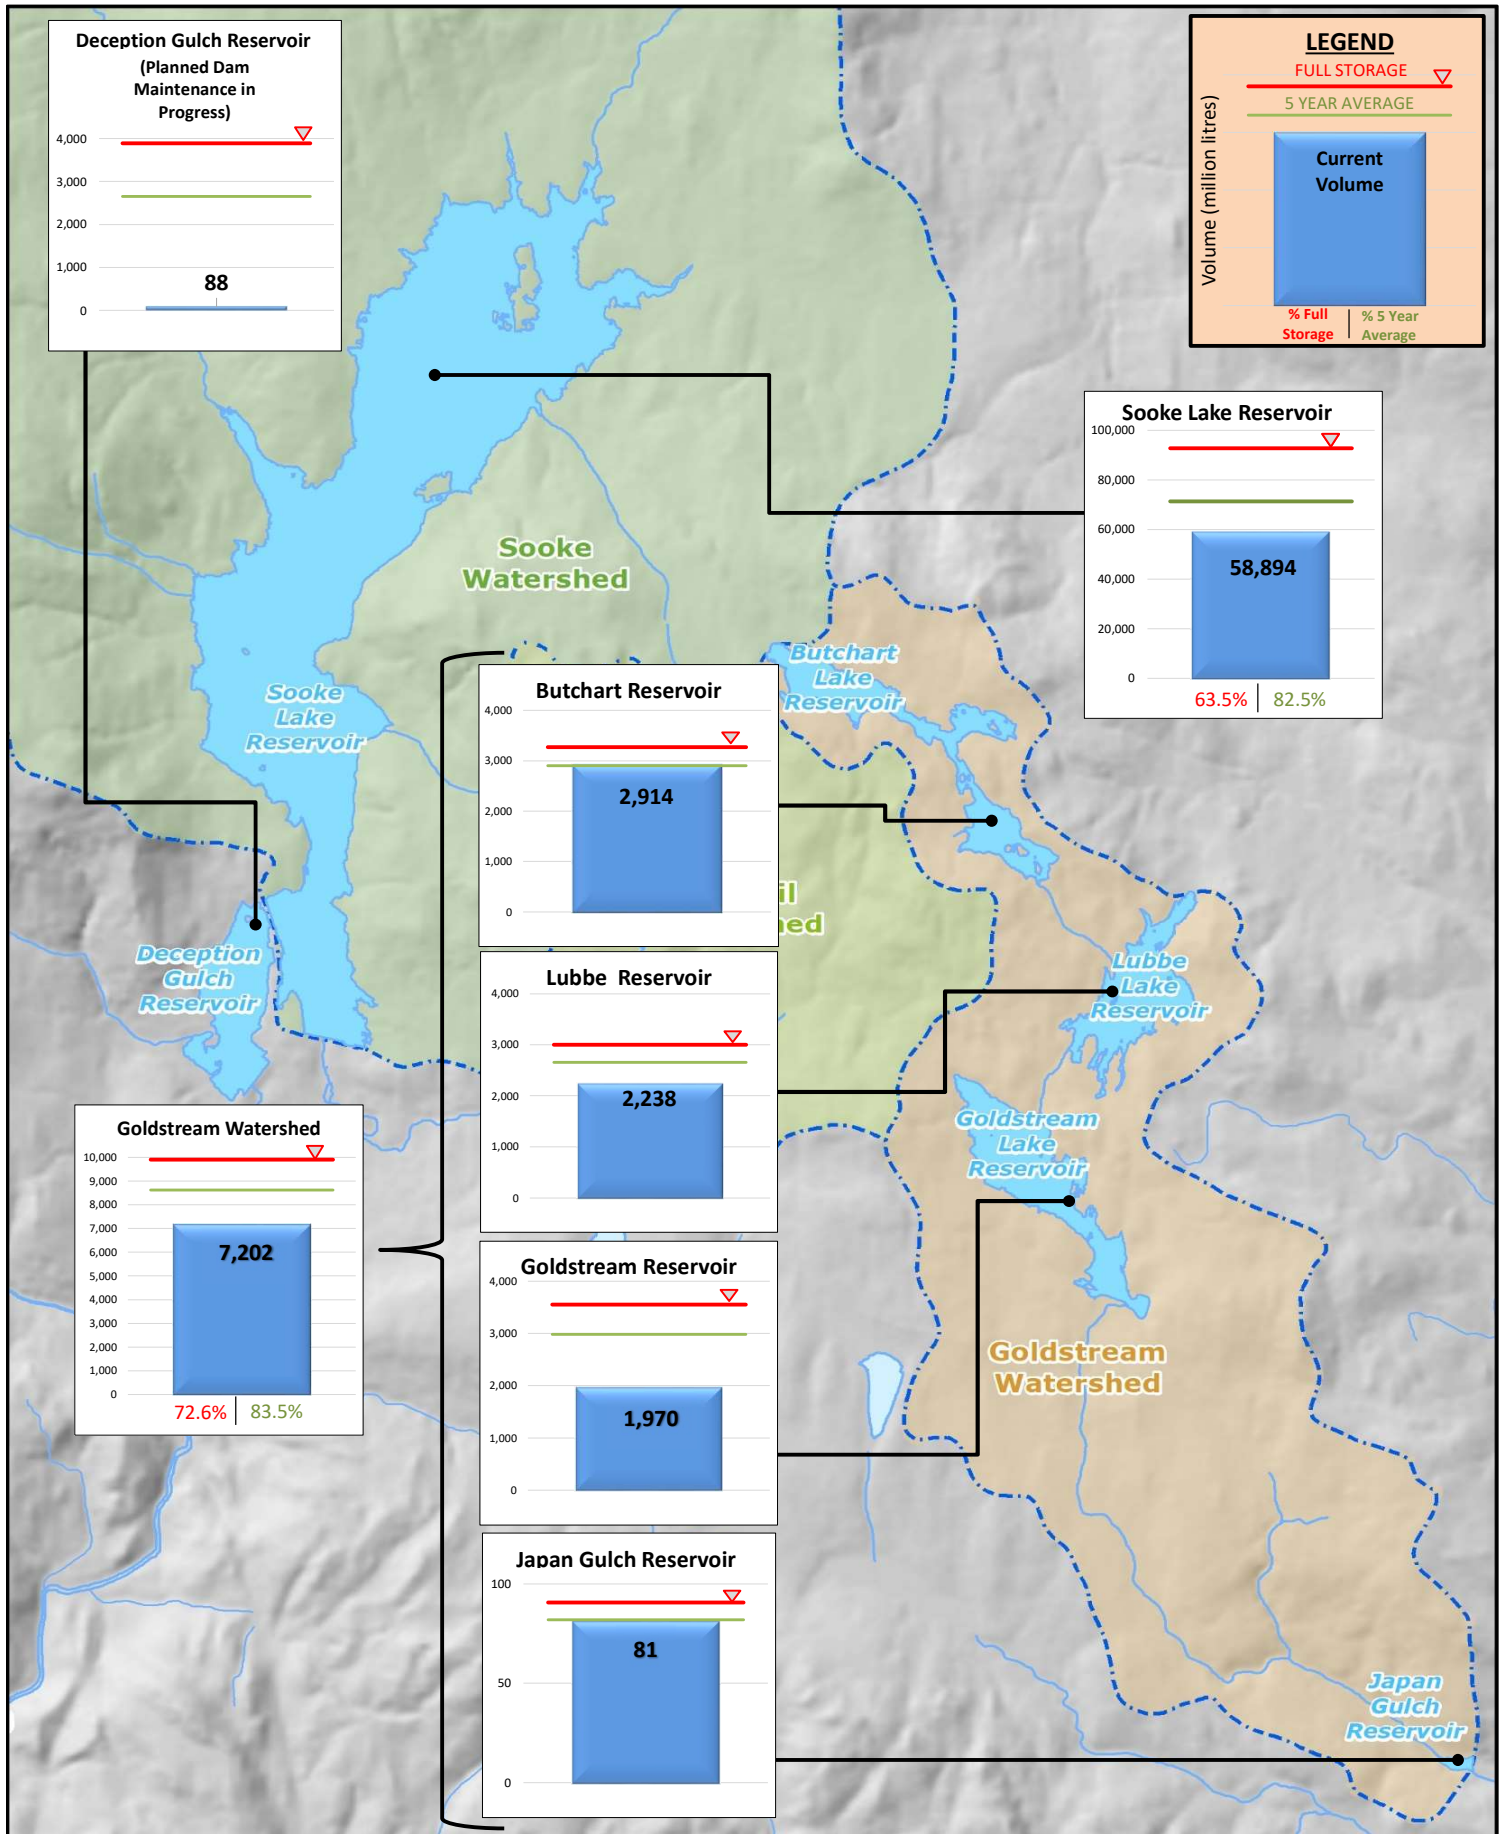 Deception Gulch Reservoir
(Planned Dam
Maintenance in
Progress)
4,000
3,000
2,000
1,000
0
88
LEGEND
FULL STORAGE
5 YEAR AVERAGE
Current
Volume
Volume (million litres)
% Full
Storage
% 5 Year
Average
Sooke Lake Reservoir
100,000
80,000
60,000
40,000
20,000
0
58,894
63.5%
82.5%
Sooke
Watershed
Sooke
Lake
Reservoir
Butchart
Lake
Reservoir
Butchart Reservoir
4,000
3,000
2,000
1,000
0
2,914
il
ed
Deception
Gulch
Reservoir
Lubbe Reservoir
4,000
3,000
2,000
1,000
0
2,238
Lubbe
Lake
Reservoir
Goldstream
Lake
Reservoir
Goldstream Watershed
10,000
9,000
8,000
7,000
6,000
5,000
4,000
3,000
2,000
1,000
0
7,202
72.6%
83.5%
Goldstream Reservoir
4,000
3,000
2,000
1,000
0
1,970
Goldstream
Watershed
Japan Gulch Reservoir
100
50
0
81
Japan
Gulch
Reservoir